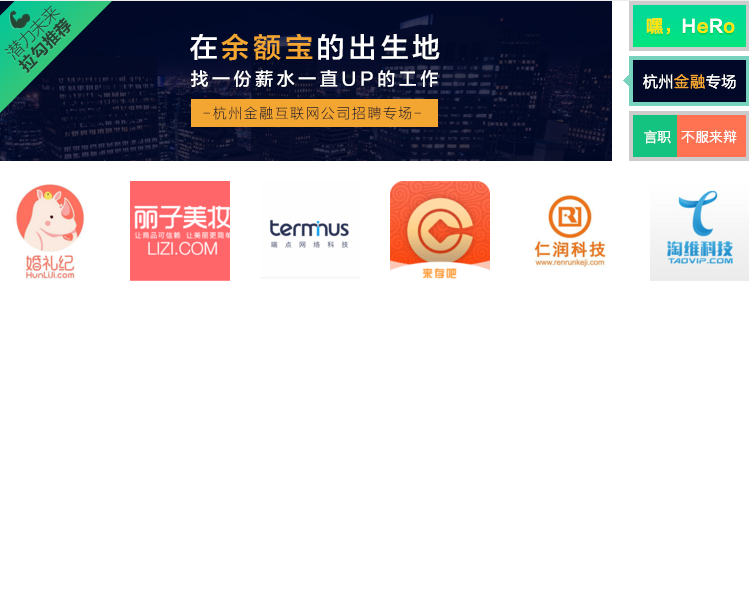 潜力未来
拉勾推荐
在余额宝的出生地
找一份薪水一直UP的工作
-杭州金融互联网公司招聘专场-
嘿，HeRo
杭州金融专场
言职 不服来辩
婚礼纪
HUNLIJI.com
丽子美妆
让商品可信赖 让美丽更简单
LIZI.COM
terminus
端点网络科技
来存吧
RJ
仁润科技
www.renrunkeji.com
淘维科技
TAOVIP.COM